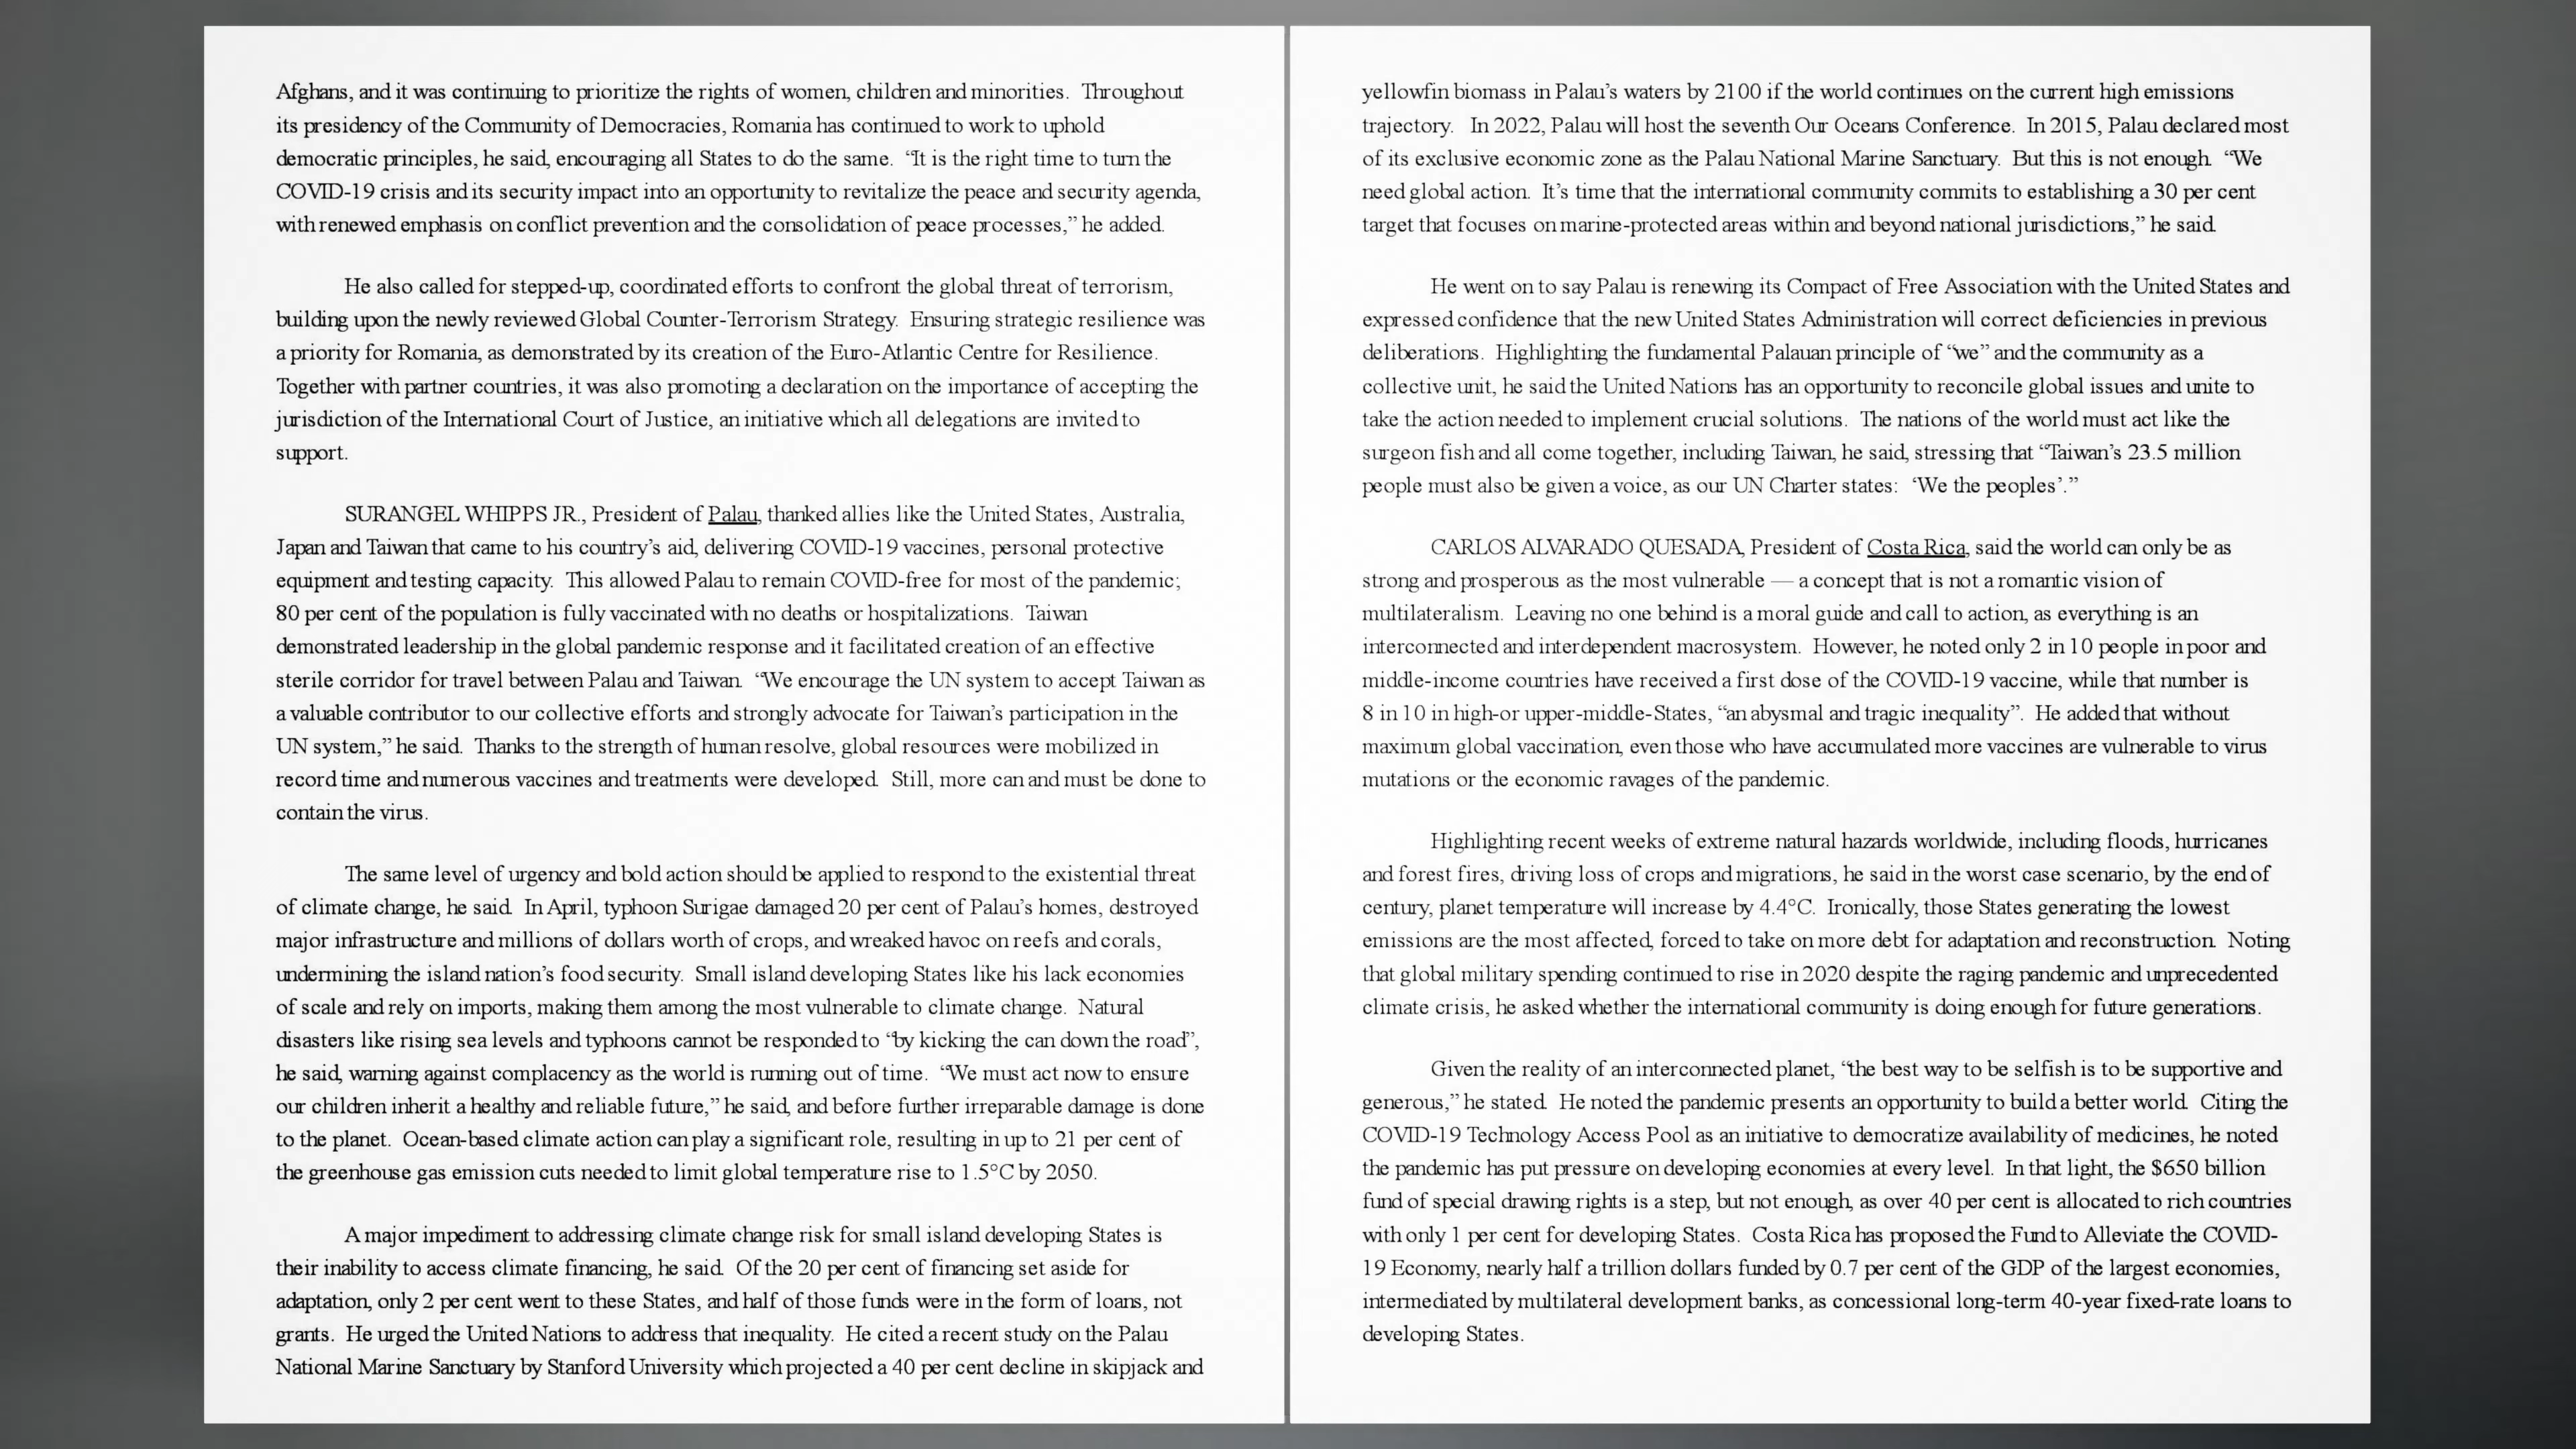 Afghans, and it was continuing to prioritize the rights of women, children and minorities.  Throughout
its presidency of the Community of Democracies, Romania has continued to work to uphold
democratic principles, he said, encouraging all States to do the same.  “It is the right time to turn the
COVID-19 crisis and its security impact into an opportunity to revitalize the peace and security agenda,
with renewed emphasis on conflict prevention and the consolidation of peace processes,” he added.
He also called for stepped-up, coordinated efforts to confront the global threat of terrorism,
building upon the newly reviewed Global Counter-Terrorism Strategy.  Ensuring strategic resilience was
a priority for Romania, as demonstrated by its creation of the Euro-Atlantic Centre for Resilience.
Together with partner countries, it was also promoting a declaration on the importance of accepting the
jurisdiction of the International Court of Justice, an initiative which all delegations are invited to
support.
SURANGEL WHIPPS JR., President of Palau, thanked allies like the United States, Australia,
Japan and Taiwan that came to his country’s aid, delivering COVID-19 vaccines, personal protective
equipment and testing capacity.  This allowed Palau to remain COVID-free for most of the pandemic;
80 per cent of the population is fully vaccinated with no deaths or hospitalizations.  Taiwan
demonstrated leadership in the global pandemic response and it facilitated creation of an effective
sterile corridor for travel between Palau and Taiwan.  “We encourage the UN system to accept Taiwan as
a valuable contributor to our collective efforts and strongly advocate for Taiwan’s participation in the
UN system,” he said.  Thanks to the strength of human resolve, global resources were mobilized in
record time and numerous vaccines and treatments were developed.  Still, more can and must be done to
contain the virus.
The same level of urgency and bold action should be applied to respond to the existential threat
of climate change, he said.  In April, typhoon Surigae damaged 20 per cent of Palau’s homes, destroyed
major infrastructure and millions of dollars worth of crops, and wreaked havoc on reefs and corals,
undermining the island nation’s food security.  Small island developing States like his lack economies
of scale and rely on imports, making them among the most vulnerable to climate change.  Natural
disasters like rising sea levels and typhoons cannot be responded to “by kicking the can down the road”,
he said, warning against complacency as the world is running out of time.  “We must act now to ensure
our children inherit a healthy and reliable future,” he said, and before further irreparable damage is done
to the planet.  Ocean-based climate action can play a significant role, resulting in up to 21 per cent of
the greenhouse gas emission cuts needed to limit global temperature rise to 1.5°C by 2050.
A major impediment to addressing climate change risk for small island developing States is
their inability to access climate financing, he said.  Of the 20 per cent of financing set aside for
adaptation, only 2 per cent went to these States, and half of those funds were in the form of loans, not
grants.  He urged the United Nations to address that inequality.  He cited a recent study on the Palau
National Marine Sanctuary by Stanford University which projected a 40 per cent decline in skipjack and
yellowfin biomass in Palau’s waters by 2100 if the world continues on the current high emissions
trajectory.   In 2022, Palau will host the seventh Our Oceans Conference.  In 2015, Palau declared most
of its exclusive economic zone as the Palau National Marine Sanctuary.  But this is not enough.  “We
need global action.  It’s time that the international community commits to establishing a 30 per cent
target that focuses on marine-protected areas within and beyond national jurisdictions,” he said.
He went on to say Palau is renewing its Compact of Free Association with the United States and
expressed confidence that the new United States Administration will correct deficiencies in previous
deliberations.  Highlighting the fundamental Palauan principle of “we” and the community as a
collective unit, he said the United Nations has an opportunity to reconcile global issues and unite to
take the action needed to implement crucial solutions.  The nations of the world must act like the
surgeon fish and all come together, including Taiwan, he said, stressing that “Taiwan’s 23.5 million
people must also be given a voice, as our UN Charter states:  ‘We the peoples’.”
CARLOS ALVARADO QUESADA, President of Costa Rica, said the world can only be as
strong and prosperous as the most vulnerable — a concept that is not a romantic vision of
multilateralism.  Leaving no one behind is a moral guide and call to action, as everything is an
interconnected and interdependent macrosystem.  However, he noted only 2 in 10 people in poor and
middle-income countries have received a first dose of the COVID-19 vaccine, while that number is
8 in 10 in high-or upper-middle-States, “an abysmal and tragic inequality”.  He added that without
maximum global vaccination, even those who have accumulated more vaccines are vulnerable to virus
mutations or the economic ravages of the pandemic.
Highlighting recent weeks of extreme natural hazards worldwide, including floods, hurricanes
and forest fires, driving loss of crops and migrations, he said in the worst case scenario, by the end of
century, planet temperature will increase by 4.4°C.  Ironically, those States generating the lowest
emissions are the most affected, forced to take on more debt for adaptation and reconstruction.  Noting
that global military spending continued to rise in 2020 despite the raging pandemic and unprecedented
climate crisis, he asked whether the international community is doing enough for future generations.
Given the reality of an interconnected planet, “the best way to be selfish is to be supportive and
generous,” he stated.  He noted the pandemic presents an opportunity to build a better world.  Citing the
COVID-19 Technology Access Pool as an initiative to democratize availability of medicines, he noted
the pandemic has put pressure on developing economies at every level.  In that light, the $650 billion
fund of special drawing rights is a step, but not enough, as over 40 per cent is allocated to rich countries
with only 1 per cent for developing States.  Costa Rica has proposed the Fund to Alleviate the COVID-
19 Economy, nearly half a trillion dollars funded by 0.7 per cent of the GDP of the largest economies,
intermediated by multilateral development banks, as concessional long-term 40-year fixed-rate loans to
developing States.